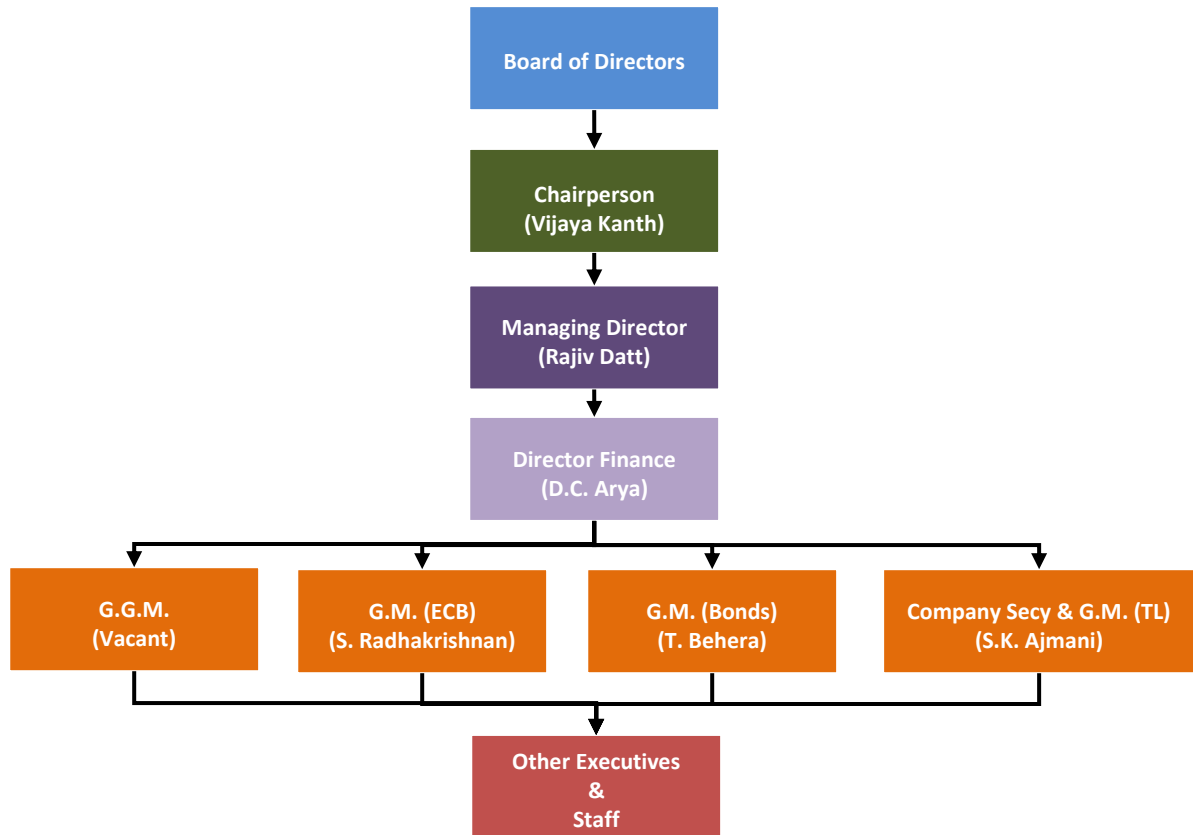 Board of Directors
Chairperson
(Vijaya Kanth)
Managing Director
(Rajiv Datt)
Director Finance
(D.C. Arya)
G.G.M.
(Vacant)
G.M. (ECB)
(S. Radhakrishnan)
G.M. (Bonds)
(T. Behera)
Company Secy & G.M. (TL)
(S.K. Ajmani)
Other Executives
&
Staff